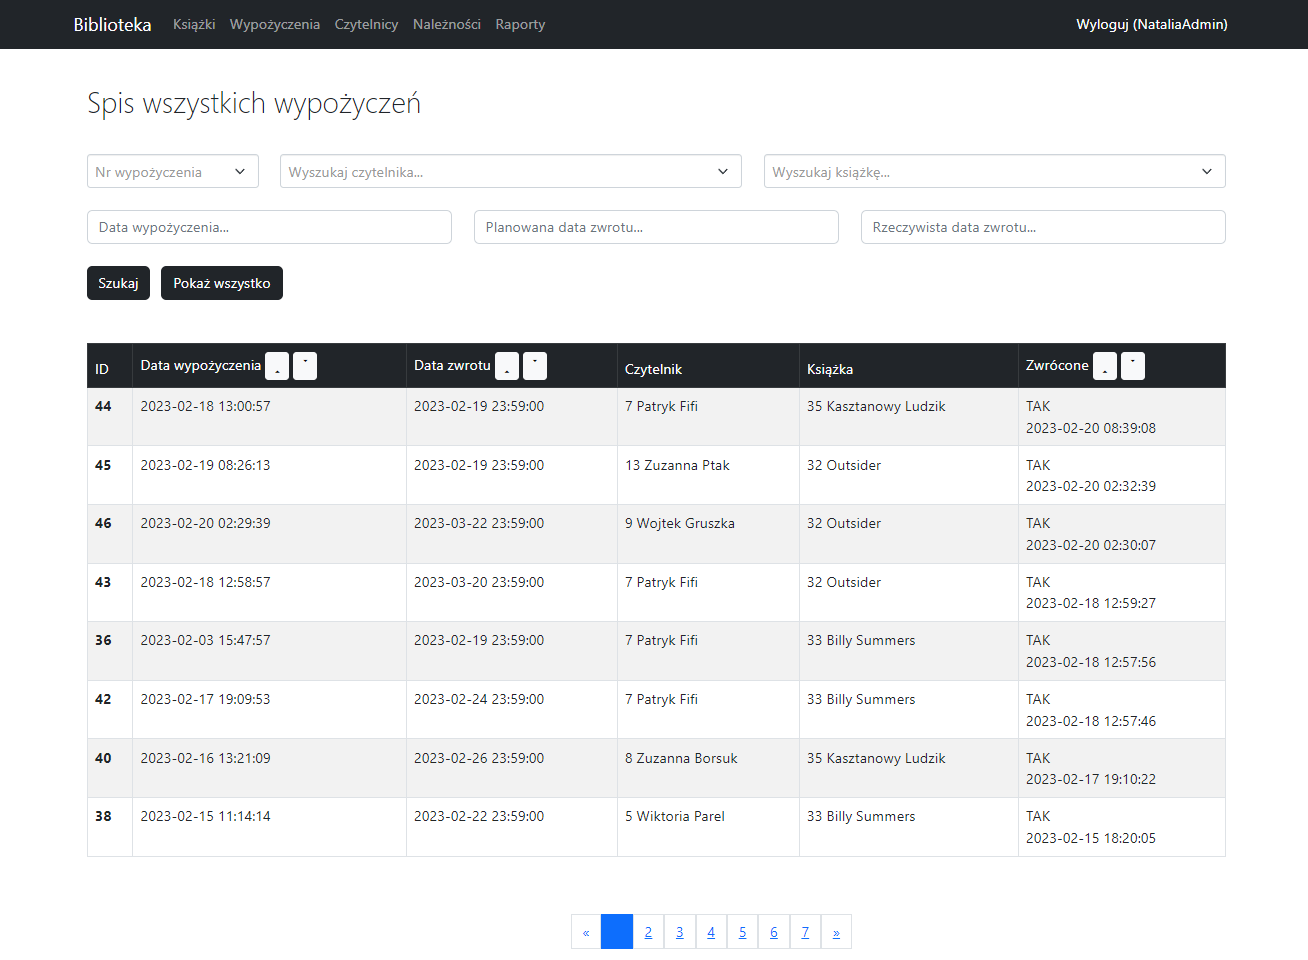 Biblioteka Książki Wypożyczenia Czytelnicy Należności Raporty Wyloguj (NataliaAdmin)
Spis wszystkich wypożyczeń
Nr wypożyczenia Wyszukaj czytelnika... Wyszukaj książkę...
Data wypożyczenia... Planowana data zwrotu... Rzeczywista data zwrotu...
Szukaj Pokaż wszystko
ID Data wypożyczenia Data zwrotu Czytelnik Książka Zwrócone
44 2023-02-18 13:00:57 2023-02-19 23:59:00 7 Patryk Fifi 35 Kasztanowy Ludzik TAK
2023-02-20 08:39:08
45 2023-02-19 08:26:13 2023-02-19 23:59:00 13 Zuzanna Ptak 32 Outsider TAK
2023-02-20 02:32:39
46 2023-02-20 02:29:39 2023-03-22 23:59:00 9 Wojtek Gruszka 32 Outsider TAK
2023-02-20 02:30:07
43 2023-02-18 12:58:57 2023-03-20 23:59:00 7 Patryk Fifi 32 Outsider TAK
2023-02-18 12:59:27
36 2023-02-03 15:47:57 2023-02-19 23:59:00 7 Patryk Fifi 33 Billy Summers TAK
2023-02-18 12:57:56
42 2023-02-17 19:09:53 2023-02-24 23:59:00 7 Patryk Fifi 33 Billy Summers TAK
2023-02-18 12:57:46
40 2023-02-16 13:21:09 2023-02-26 23:59:00 8 Zuzanna Borsuk 35 Kasztanowy Ludzik TAK
2023-02-17 19:10:22
38 2023-02-15 11:14:14 2023-02-22 23:59:00 5 Wiktoria Parel 33 Billy Summers TAK
2023-02-15 18:20:05
« 2 3 4 5 6 7 »